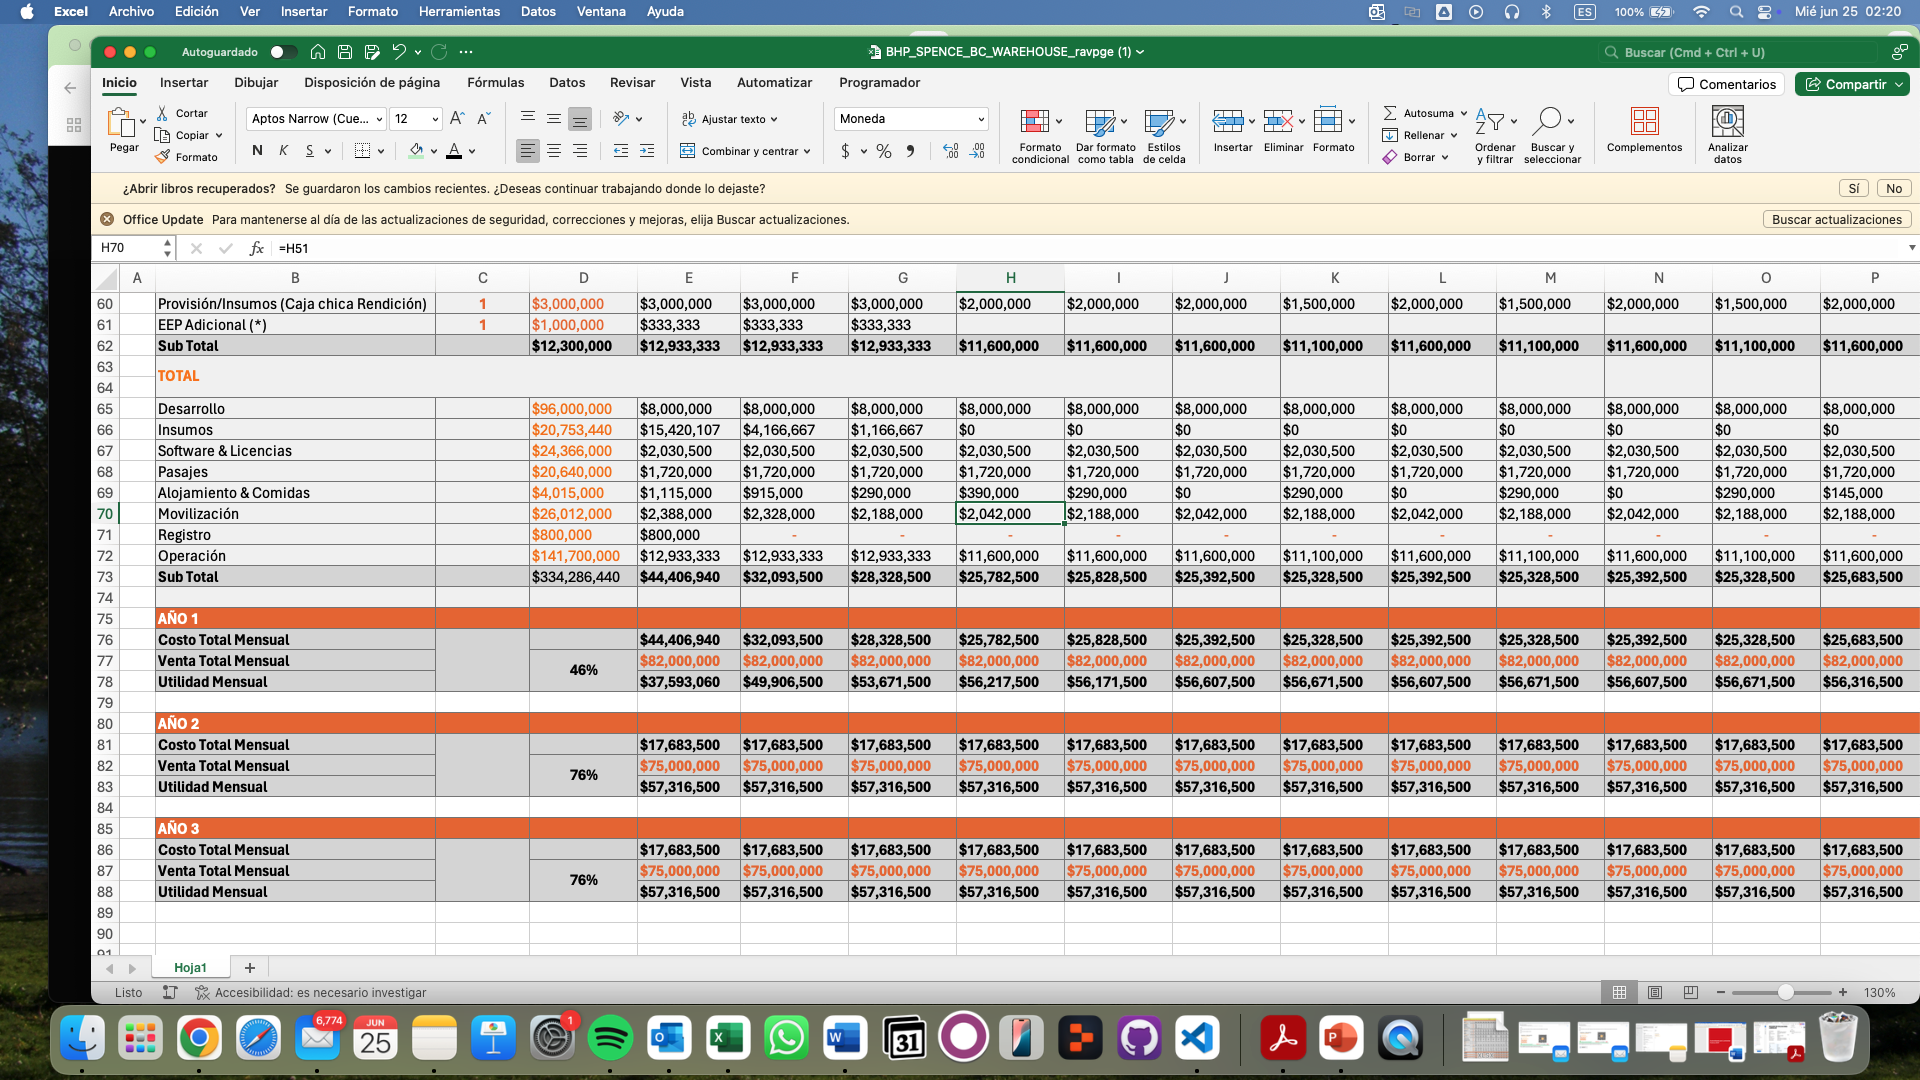 Excel Archivo Edición Ver Insertar Formato Herramientas Datos Ventana Ayuda ES 100% Mié jun 25 02:20
Autoguardado BHP_SPENCE_BC_WAREHOUSE_ravpge (1) Buscar (Cmd + Ctrl + U)
Inicio Insertar Dibujar Disposición de página Fórmulas Datos Revisar Vista Automatizar Programador Comentarios Compartir
Pegar Cortar Copiar Formato Aptos Narrow (Cue... 12 N K S Ajustar texto Combinar y centrar Moneda $ % Formato condicional Dar formato como tabla Estilos de celda Insertar Eliminar Formato Autosuma Rellenar Borrar Ordenar y filtrar Buscar y seleccionar Complementos Analizar datos
¿Abrir libros recuperados? Se guardaron los cambios recientes. ¿Deseas continuar trabajando donde lo dejaste? Sí No
Office Update Para mantenerse al día de las actualizaciones de seguridad, correcciones y mejoras, elija Buscar actualizaciones. Buscar actualizaciones
H70 fx =H51
A B C D E F G H I J K L M N O P
60 Provisión/Insumos (Caja chica Rendición) 1 $3,000,000 $3,000,000 $3,000,000 $3,000,000 $2,000,000 $2,000,000 $2,000,000 $1,500,000 $2,000,000 $1,500,000 $2,000,000 $1,500,000 $2,000,000
61 EEP Adicional (*) 1 $1,000,000 $333,333 $333,333 $333,333
62 Sub Total $12,300,000 $12,933,333 $12,933,333 $12,933,333 $11,600,000 $11,600,000 $11,600,000 $11,100,000 $11,600,000 $11,100,000 $11,600,000 $11,100,000 $11,600,000
63
TOTAL
64
65 Desarrollo $96,000,000 $8,000,000 $8,000,000 $8,000,000 $8,000,000 $8,000,000 $8,000,000 $8,000,000 $8,000,000 $8,000,000 $8,000,000 $8,000,000 $8,000,000
66 Insumos $20,753,440 $15,420,107 $4,166,667 $1,166,667 $0 $0 $0 $0 $0 $0 $0 $0 $0
67 Software & Licencias $24,366,000 $2,030,500 $2,030,500 $2,030,500 $2,030,500 $2,030,500 $2,030,500 $2,030,500 $2,030,500 $2,030,500 $2,030,500 $2,030,500 $2,030,500
68 Pasajes $20,640,000 $1,720,000 $1,720,000 $1,720,000 $1,720,000 $1,720,000 $1,720,000 $1,720,000 $1,720,000 $1,720,000 $1,720,000 $1,720,000 $1,720,000
69 Alojamiento & Comidas $4,015,000 $1,115,000 $915,000 $290,000 $390,000 $290,000 $0 $290,000 $0 $290,000 $0 $290,000 $145,000
70 Movilización $26,012,000 $2,388,000 $2,328,000 $2,188,000 $2,042,000 $2,188,000 $2,042,000 $2,188,000 $2,042,000 $2,188,000 $2,042,000 $2,188,000 $2,188,000
71 Registro $800,000 $800,000 - - - - - - - - - - -
72 Operación $141,700,000 $12,933,333 $12,933,333 $12,933,333 $11,600,000 $11,600,000 $11,600,000 $11,100,000 $11,600,000 $11,100,000 $11,600,000 $11,100,000 $11,600,000
73 Sub Total $334,286,440 $44,406,940 $32,093,500 $28,328,500 $25,782,500 $25,828,500 $25,392,500 $25,328,500 $25,392,500 $25,328,500 $25,392,500 $25,328,500 $25,683,500
74
75 AÑO 1
76 Costo Total Mensual $44,406,940 $32,093,500 $28,328,500 $25,782,500 $25,828,500 $25,392,500 $25,328,500 $25,392,500 $25,328,500 $25,392,500 $25,328,500 $25,683,500
77 Venta Total Mensual 46% $82,000,000 $82,000,000 $82,000,000 $82,000,000 $82,000,000 $82,000,000 $82,000,000 $82,000,000 $82,000,000 $82,000,000 $82,000,000 $82,000,000
78 Utilidad Mensual $37,593,060 $49,906,500 $53,671,500 $56,217,500 $56,171,500 $56,607,500 $56,671,500 $56,607,500 $56,671,500 $56,607,500 $56,671,500 $56,316,500
79
80 AÑO 2
81 Costo Total Mensual $17,683,500 $17,683,500 $17,683,500 $17,683,500 $17,683,500 $17,683,500 $17,683,500 $17,683,500 $17,683,500 $17,683,500 $17,683,500 $17,683,500
82 Venta Total Mensual 76% $75,000,000 $75,000,000 $75,000,000 $75,000,000 $75,000,000 $75,000,000 $75,000,000 $75,000,000 $75,000,000 $75,000,000 $75,000,000 $75,000,000
83 Utilidad Mensual $57,316,500 $57,316,500 $57,316,500 $57,316,500 $57,316,500 $57,316,500 $57,316,500 $57,316,500 $57,316,500 $57,316,500 $57,316,500 $57,316,500
84
85 AÑO 3
86 Costo Total Mensual $17,683,500 $17,683,500 $17,683,500 $17,683,500 $17,683,500 $17,683,500 $17,683,500 $17,683,500 $17,683,500 $17,683,500 $17,683,500 $17,683,500
87 Venta Total Mensual 76% $75,000,000 $75,000,000 $75,000,000 $75,000,000 $75,000,000 $75,000,000 $75,000,000 $75,000,000 $75,000,000 $75,000,000 $75,000,000 $75,000,000
88 Utilidad Mensual $57,316,500 $57,316,500 $57,316,500 $57,316,500 $57,316,500 $57,316,500 $57,316,500 $57,316,500 $57,316,500 $57,316,500 $57,316,500 $57,316,500
89
90
91
Hoja1 +
Listo Accesibilidad: es necesario investigar 130%
6,774 JUN 25 1 31